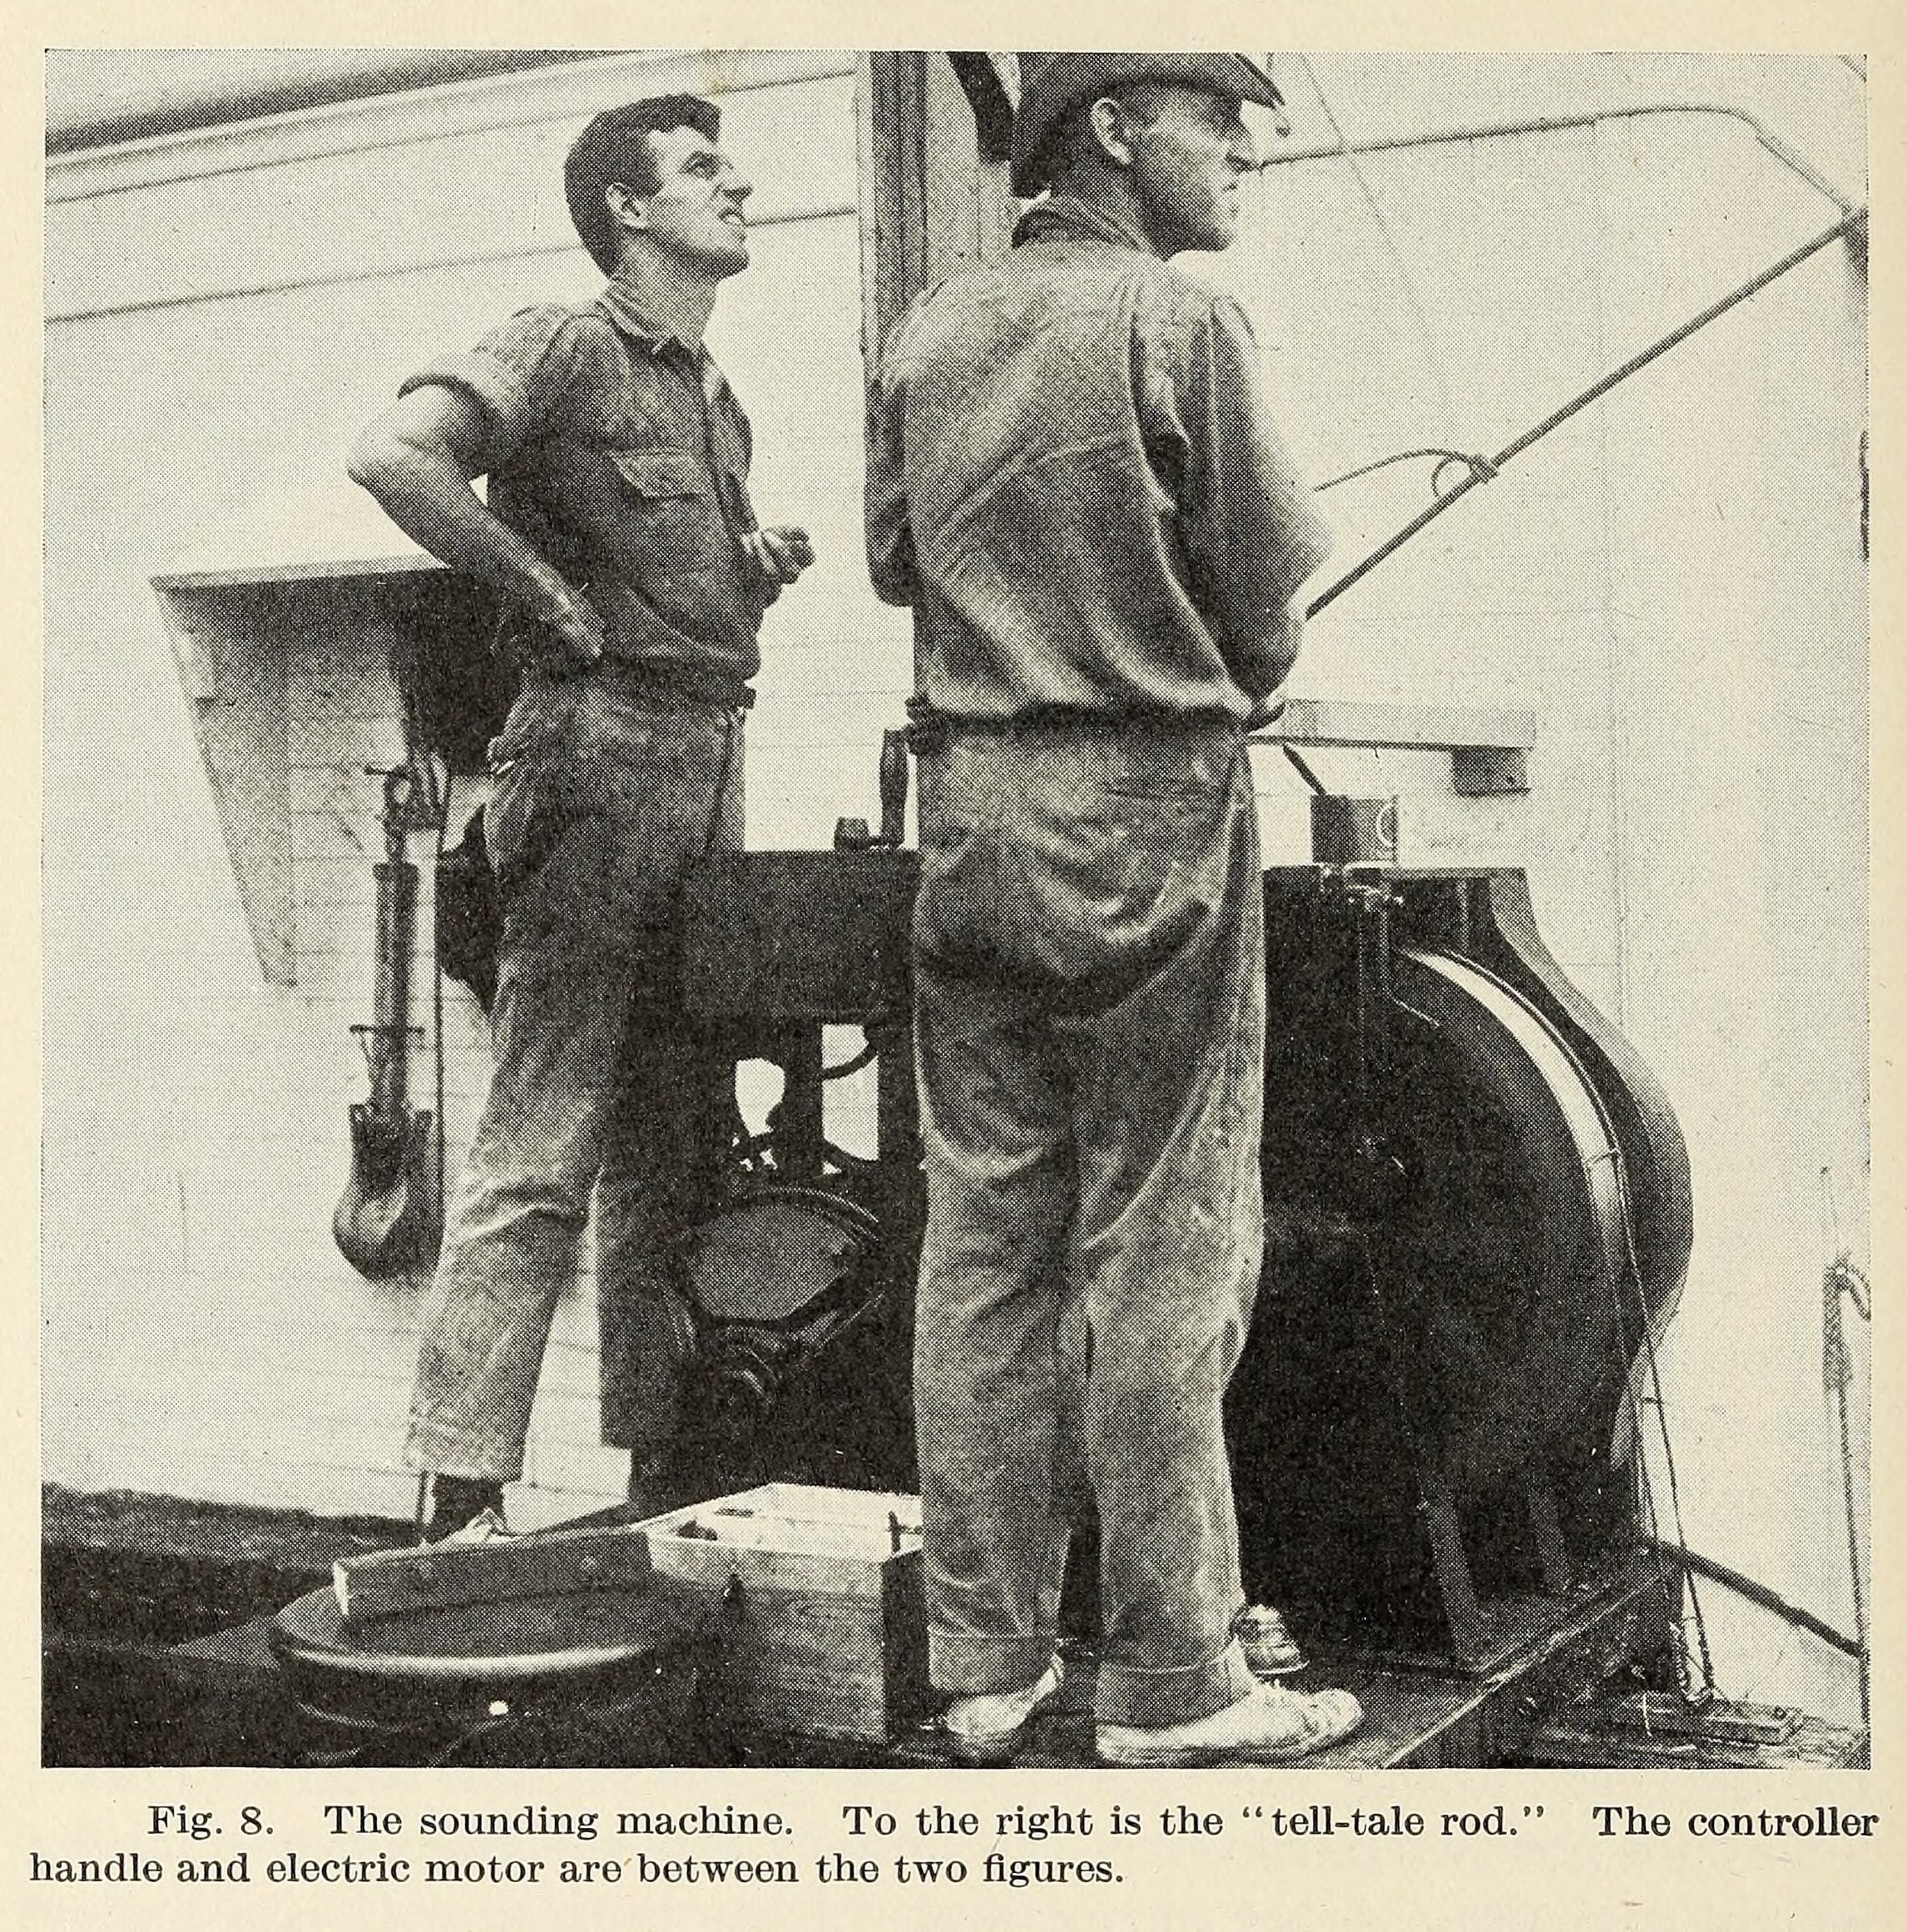 Fig. 8. The sounding machine. To the right is the “tell-tale rod.” The controller
handle and electric motor are between the two figures.